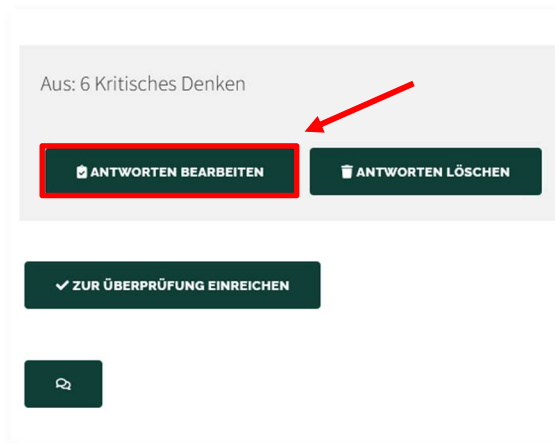 Aus: 6 Kritisches Denken
ANTWORTEN BEARBEITEN
ANTWORTEN LÖSCHEN
ZUR ÜBERPRÜFUNG EINREICHEN